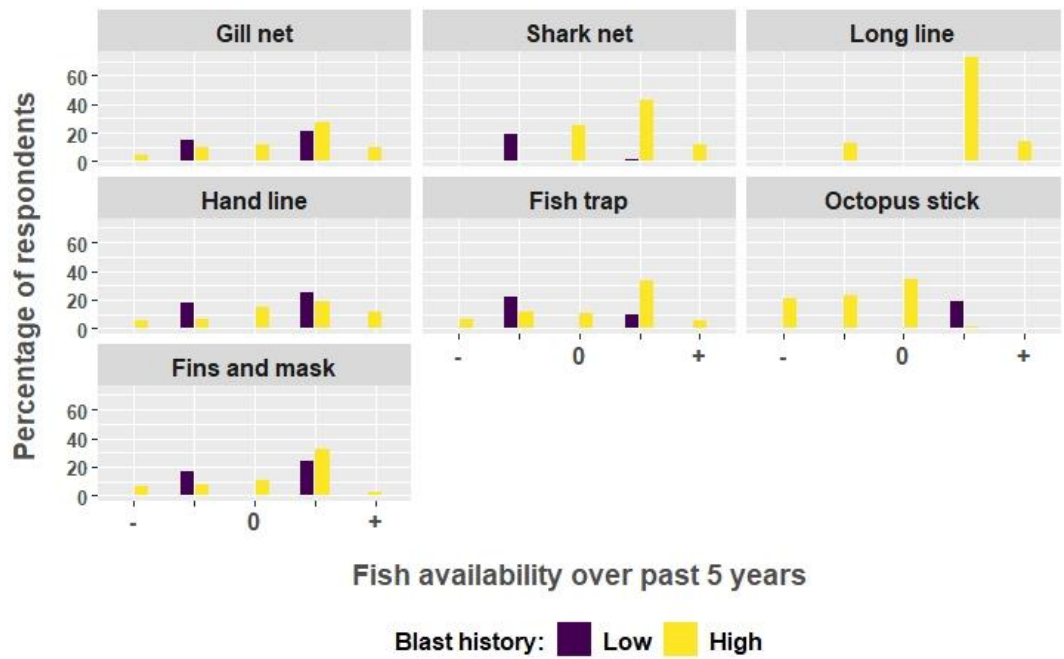 Gill net Shark net Long line
60
40
20
0
Hand line Fish trap Octopus stick
60
40
20
0
- 0 +
- 0 +
Fins and mask
60
40
20
0
- 0 +
Percentage of respondents
Fish availability over past 5 years
Blast history: Low High